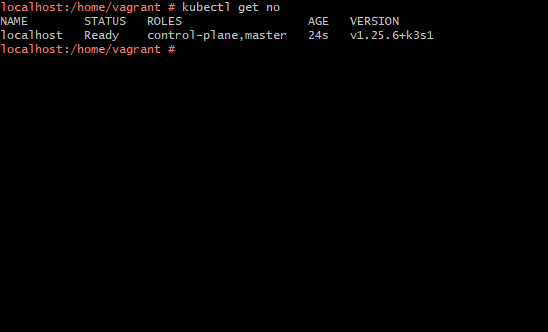 localhost:/home/vagrant # kubectl get no
NAME        STATUS   ROLES                  AGE   VERSION
localhost   Ready    control-plane,master   24s   v1.25.6+k3s1
localhost:/home/vagrant #